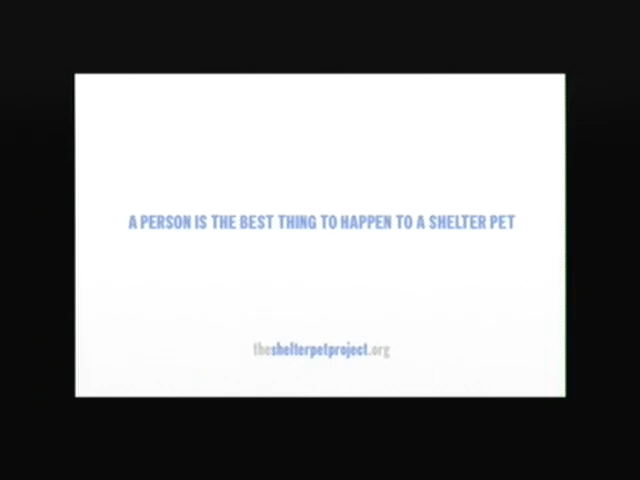 A PERSON IS THE BEST THING TO HAPPEN TO A SHELTER PET
theshelterpetproject.org